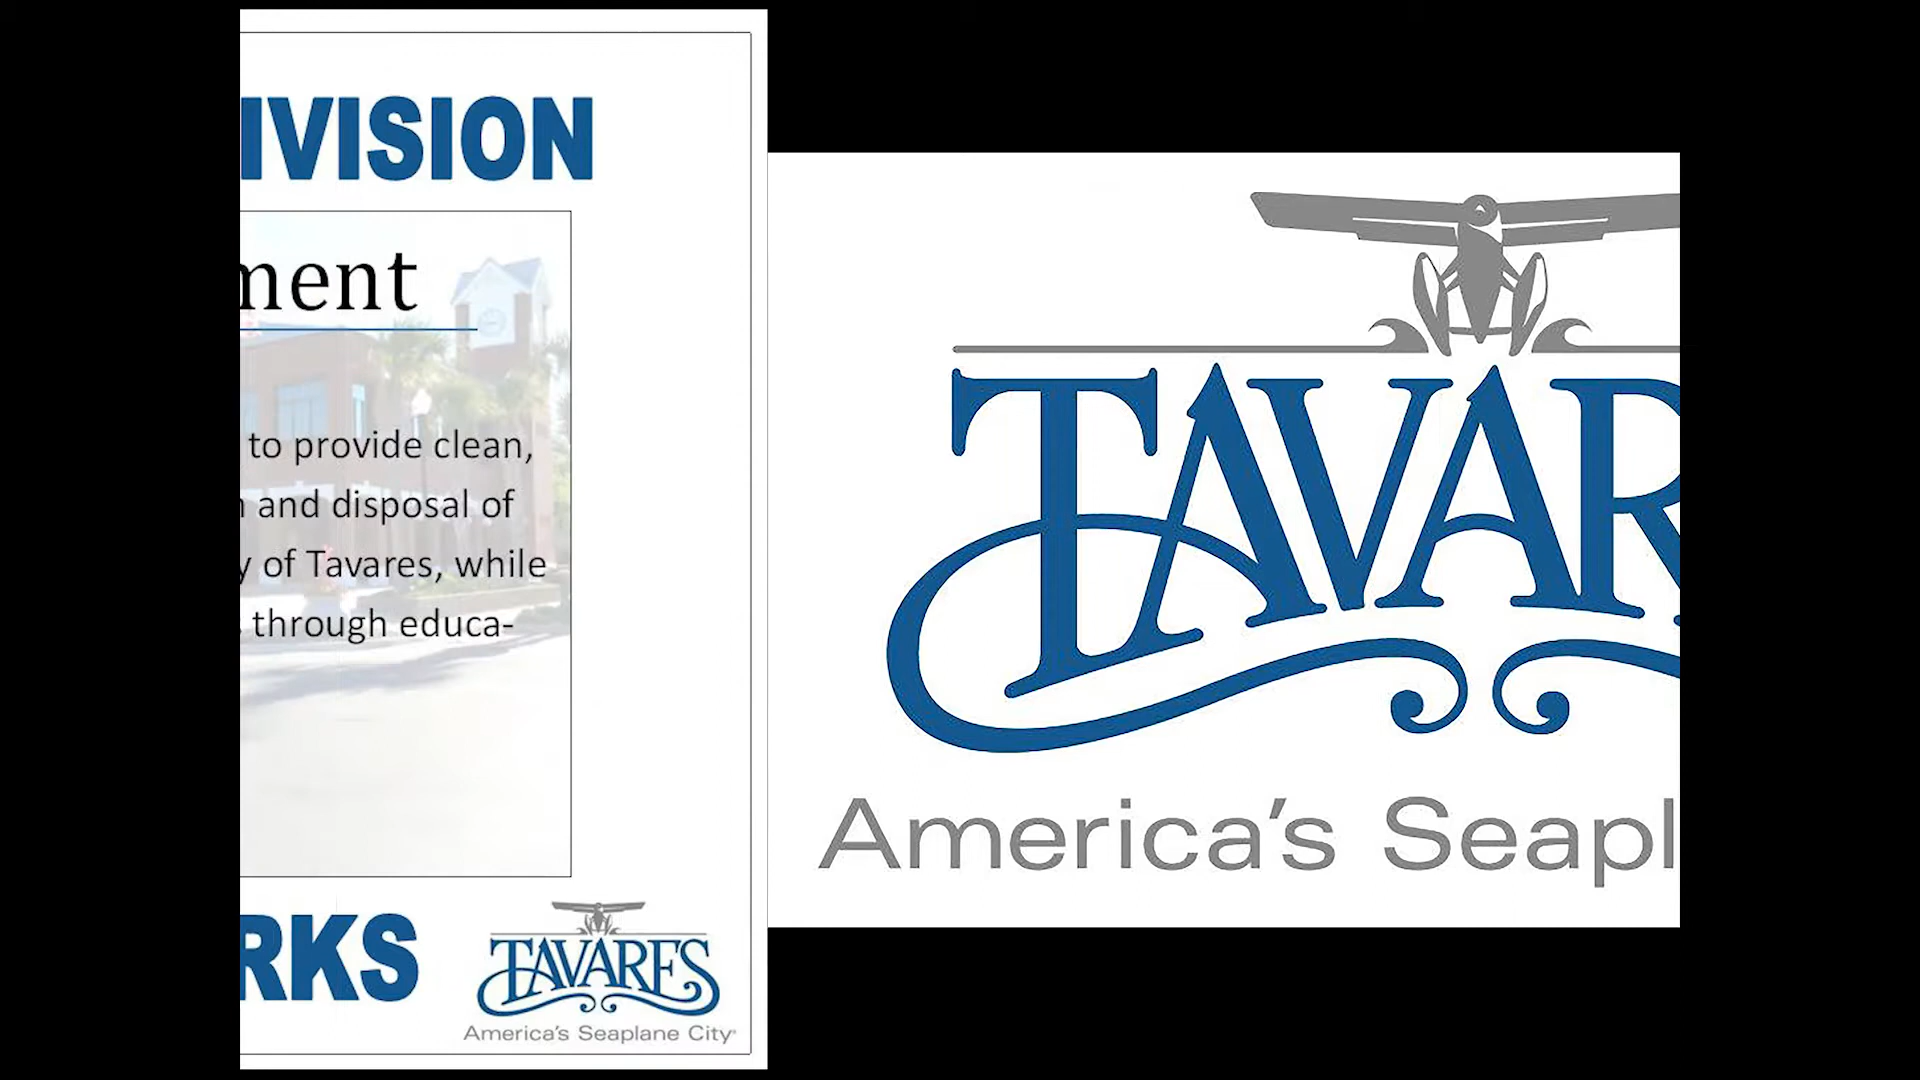 IVISION
ment
to provide clean,
and disposal of
y of Tavares, while
through educa-
RKS
TAVARES
America's Seaplane City
TAVAR
America's Seapl